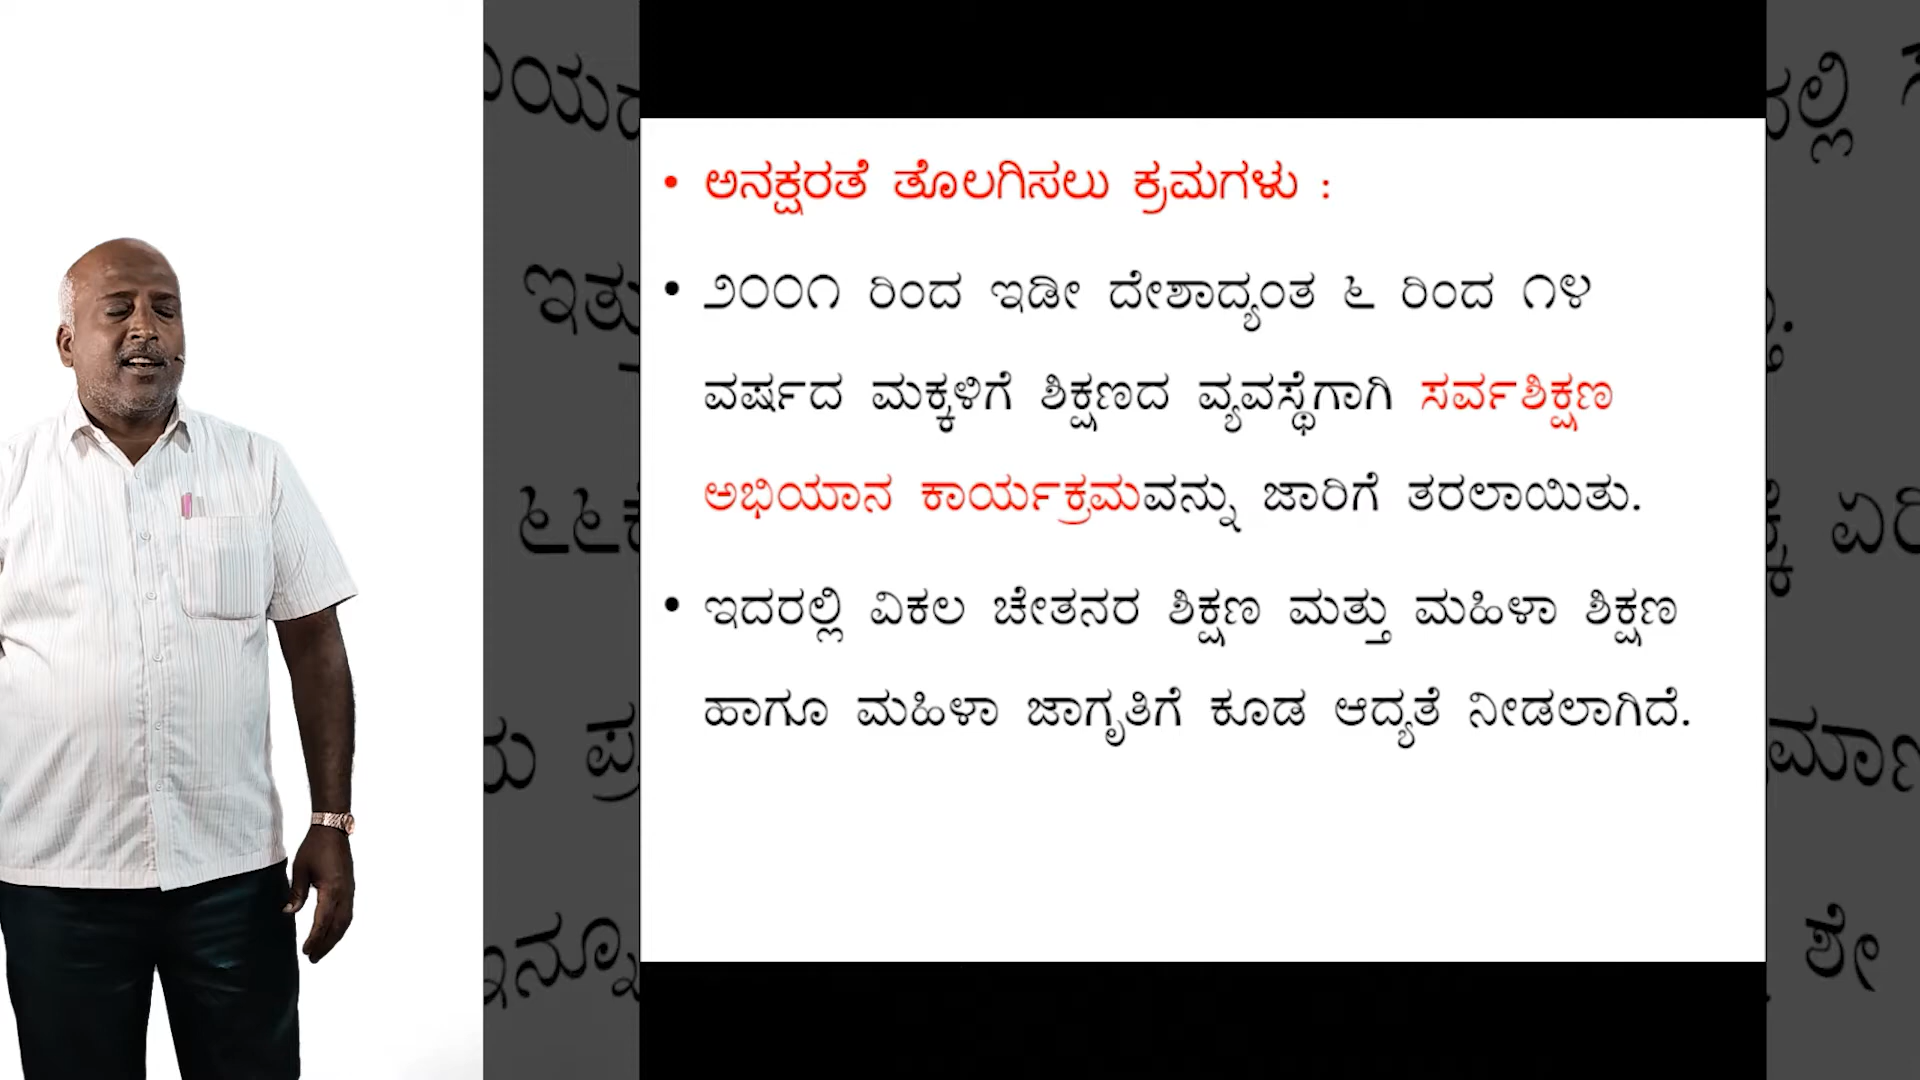 • ಅನಕ್ಷರತೆ ತೊಲಗಿಸಲು ಕ್ರಮಗಳು :
• ೨೦೦೧ ರಿಂದ ಇಡೀ ದೇಶಾದ್ಯಂತ ೬ ರಿಂದ ೧೪
ವರ್ಷದ ಮಕ್ಕಳಿಗೆ ಶಿಕ್ಷಣದ ವ್ಯವಸ್ಥೆಗಾಗಿ ಸರ್ವಶಿಕ್ಷಣ
ಅಭಿಯಾನ ಕಾರ್ಯಕ್ರಮವನ್ನು ಜಾರಿಗೆ ತರಲಾಯಿತು.
• ಇದರಲ್ಲಿ ವಿಕಲ ಚೇತನರ ಶಿಕ್ಷಣ ಮತ್ತು ಮಹಿಳಾ ಶಿಕ್ಷಣ
ಹಾಗೂ ಮಹಿಳಾ ಜಾಗೃತಿಗೆ ಕೂಡ ಆದ್ಯತೆ ನೀಡಲಾಗಿದೆ.